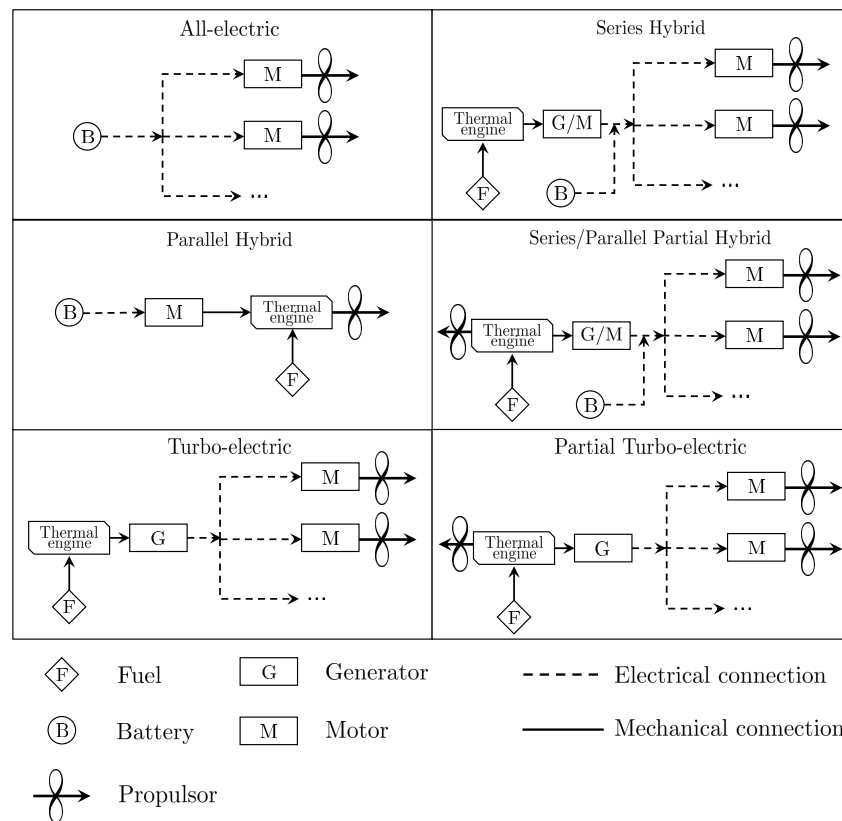 All-electric
M
B
M
...
Series Hybrid
M
Thermal
engine
G/M
M
F
B
...
Parallel Hybrid
B
M
Thermal
engine
F
Series/Parallel Partial Hybrid
M
Thermal
engine
G/M
M
F
B
...
Turbo-electric
M
Thermal
engine
G
M
F
...
Partial Turbo-electric
M
Thermal
engine
G
M
F
...
F Fuel
G Generator
Electrical connection
B Battery
M Motor
Mechanical connection
Propulsor